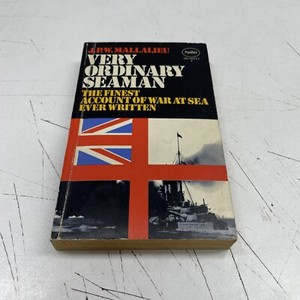 J.P.W. MALLALIEU
VERY
ORDINARY
SEAMAN
THE FINEST
ACCOUNT OF WAR AT SEA
EVER WRITTEN